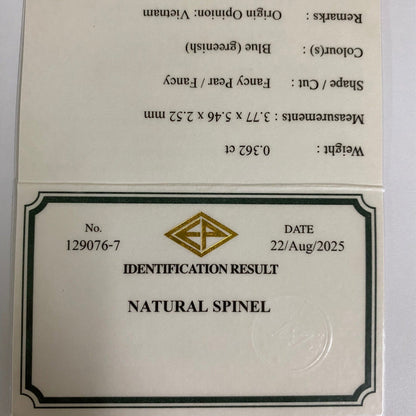 Weight : 0.362 ct
Measurements : 3.77 x 5.46 x 2.52 mm
Shape / Cut : Fancy Pear / Fancy
Colour(s) : Blue (greenish)
Remarks : Origin Opinion: Vietnam
No. DATE
129076-7 22/Aug/2025
IDENTIFICATION RESULT
NATURAL SPINEL